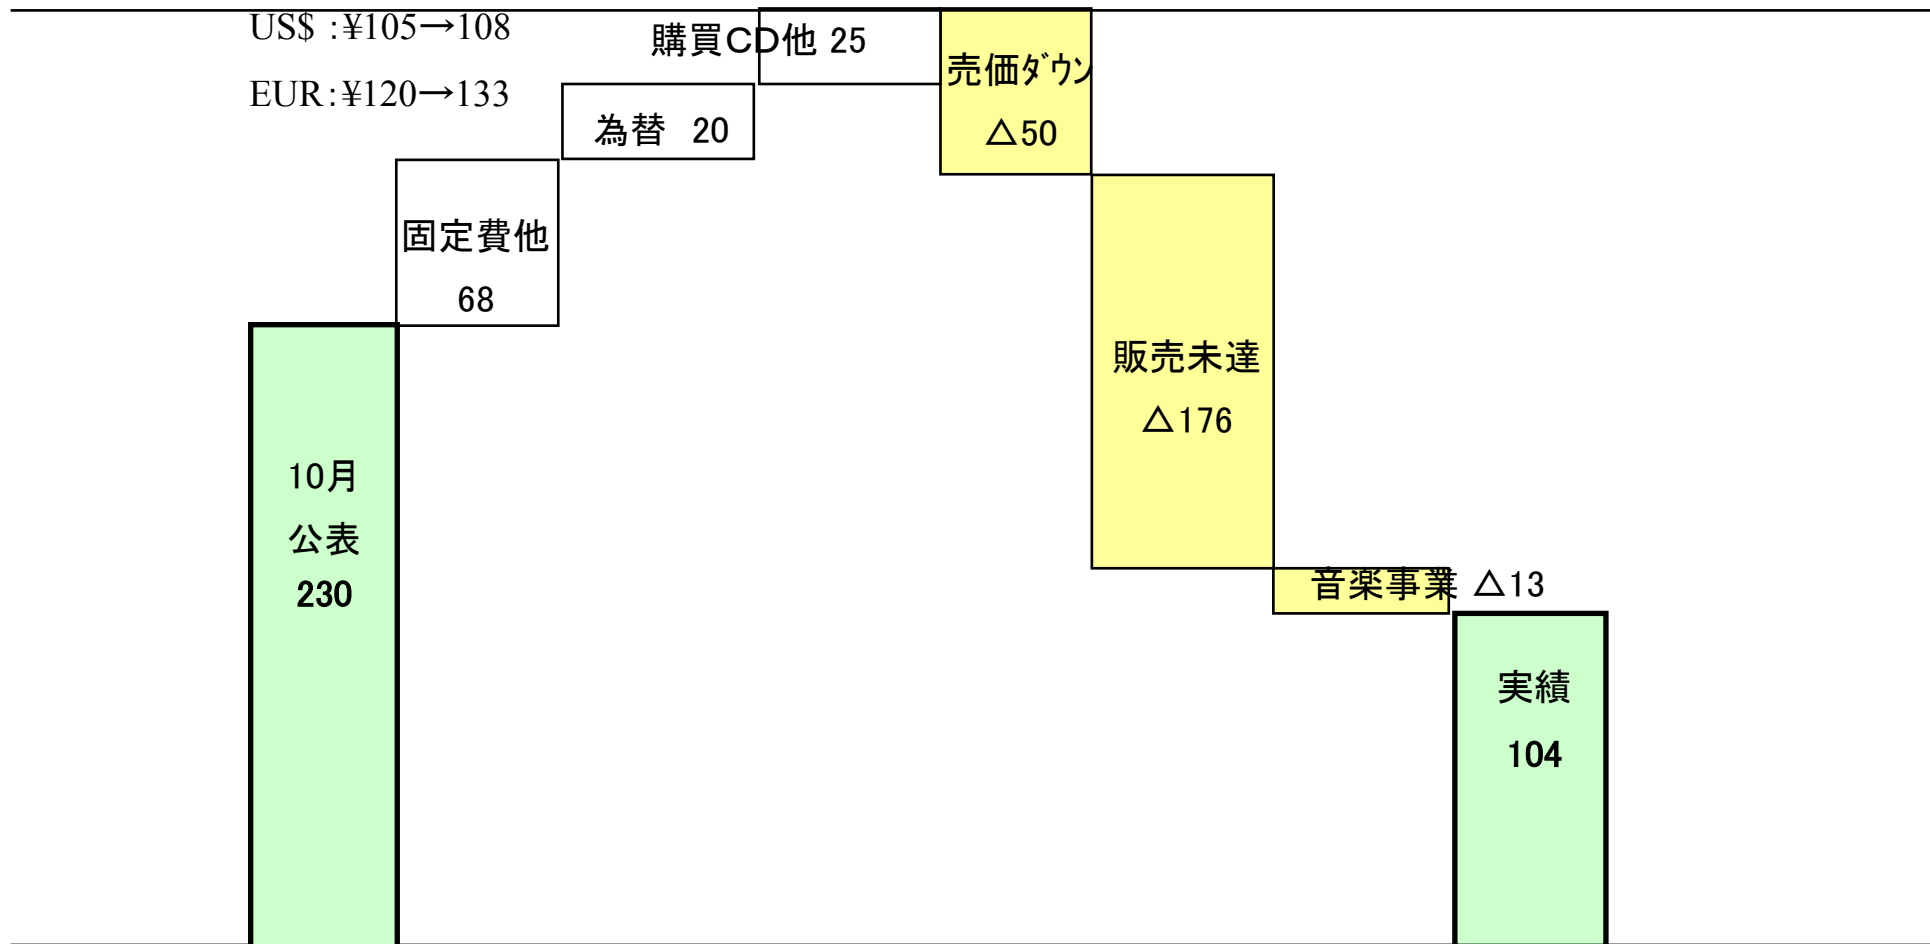 US$ :¥105→108
EUR:¥120→133
購買CD他 25
為替 20
固定費他
68
10月
公表
230
売価ﾀﾞｳﾝ
△50
販売未達
△176
音楽事業 △13
実績
104